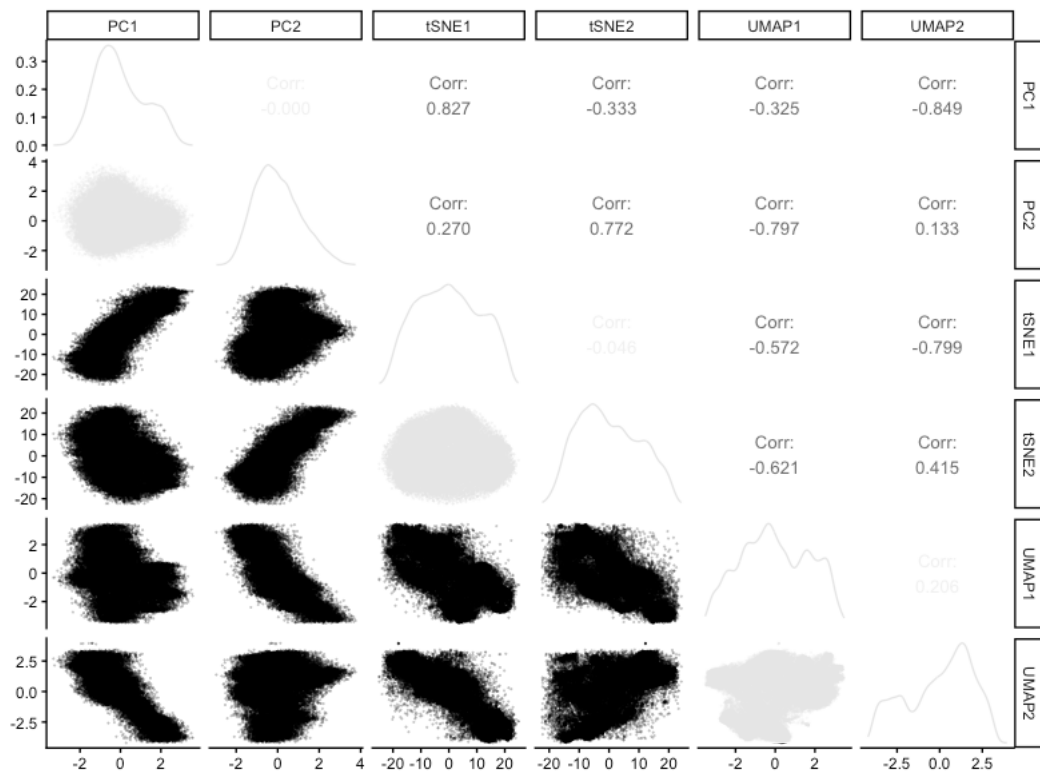 PC1 PC2 tSNE1 tSNE2 UMAP1 UMAP2
0.3
0.2
0.1
0.0
Corr: Corr: Corr: Corr: Corr:
-0.000 0.827 -0.333 -0.325 -0.849
PC1
4
2
0
-2
Corr: Corr: Corr: Corr:
0.270 0.772 -0.797 0.133
PC2
20
10
0
-10
-20
Corr: Corr: Corr:
-0.046 -0.572 -0.799
tSNE1
20
10
0
-10
-20
Corr: Corr:
-0.621 0.415
tSNE2
2
0
-2
Corr:
0.206
UMAP1
2.5
0.0
-2.5
UMAP2
-2 0 2 -2 0 2 4 -20 -10 0 10 20 -20 -10 0 10 20 -2 0 2 -2.5 0.0 2.5